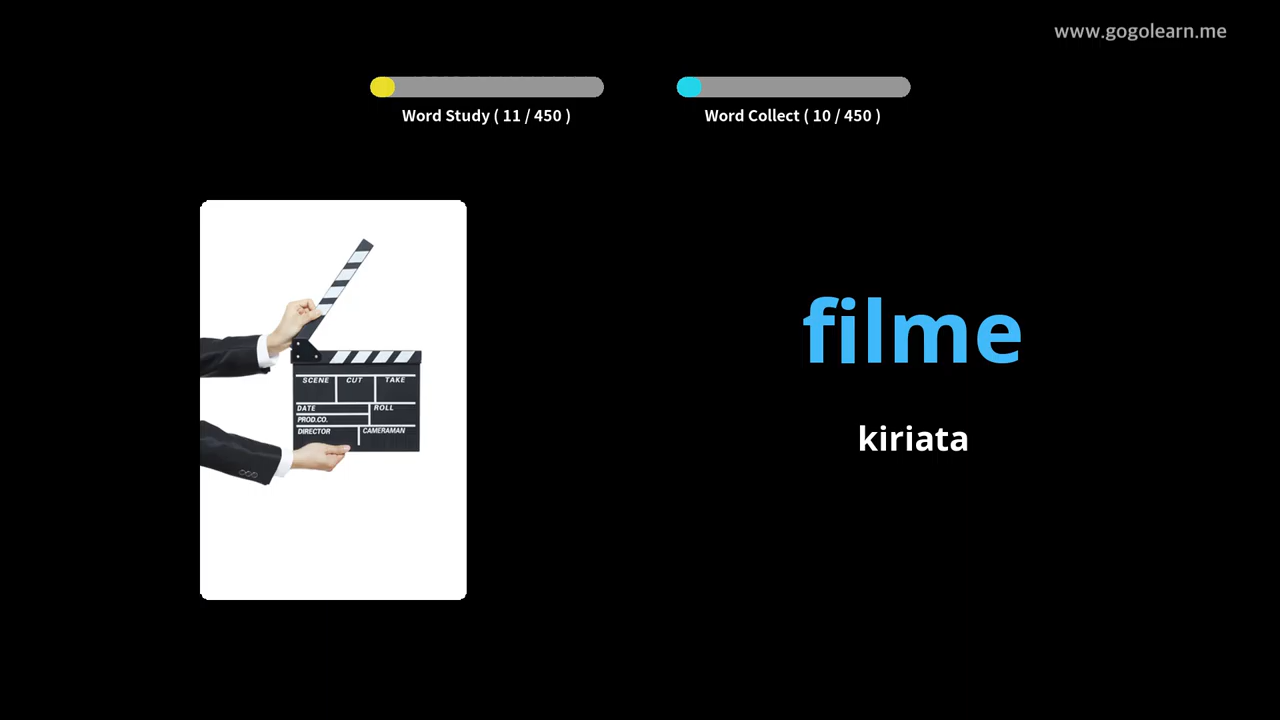 www.gogolearn.me
Word Study ( 11 / 450 )
Word Collect ( 10 / 450 )
SCENE CUT TAKE
DATE ROLL
PROD.CO.
DIRECTOR CAMERAMAN
filme
kiriata